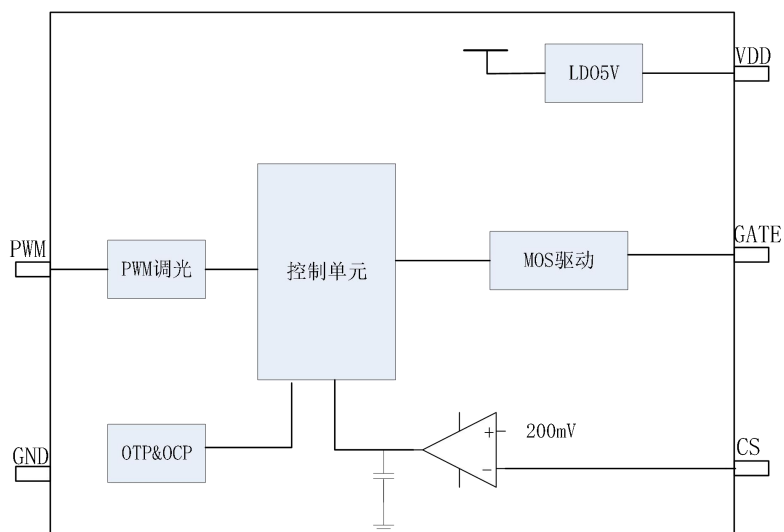 VDD
LDO5V
PWM
PWM调光
控制单元
MOS驱动
GATE
GND
OTP&OCP
+
200mV
−
CS